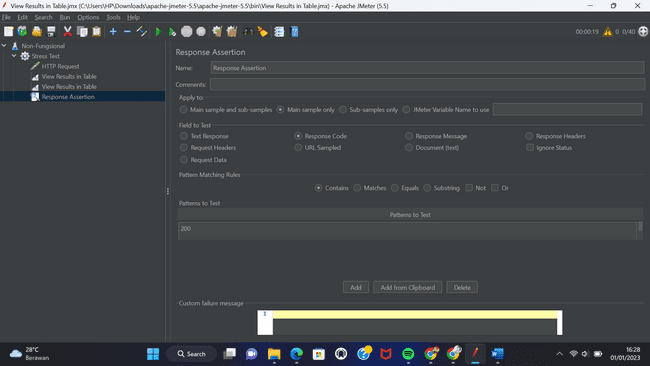 View Results in Table.jmx (C:\Users\HP\Downloads\apache-jmeter-5.5\apache-jmeter-5.5\bin\View Results in Table.jmx) - Apache JMeter (5.5)
File Edit Search Run Options Tools Help
00:00:19 0 0/40
Non-Fungsional
Stress Test
HTTP Request
View Results in Table
View Results in Table
Response Assertion
Response Assertion
Name: Response Assertion
Comments:
Apply to:
Main sample and sub-samples Main sample only Sub-samples only JMeter Variable Name to use
Field to Test
Text Response Response Code Response Message Response Headers
Request Headers URL Sampled Document (text) Ignore Status
Request Data
Pattern Matching Rules
Contains Matches Equals Substring Not Or
Patterns to Test
Patterns to Test
200
Add Add from Clipboard Delete
Custom failure message
1
28°C
Berawan
Search
16:28
01/01/2023